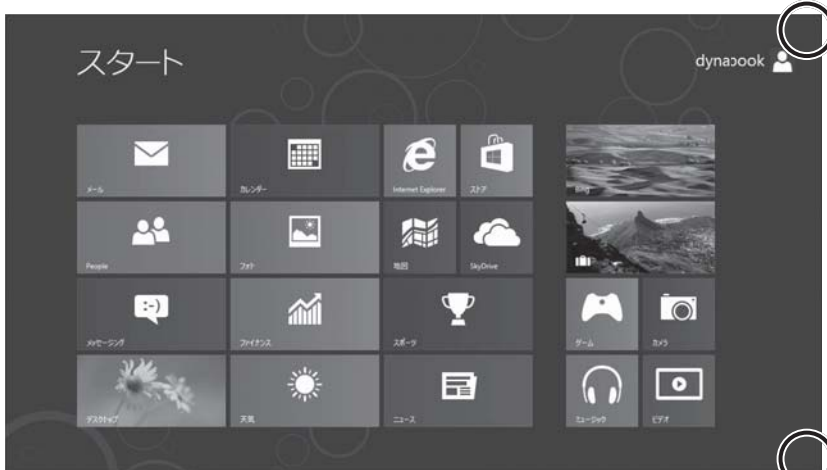 スタート
dynabook
メール
カレンダー
Internet Explorer
ストア
Bing
People
フォト
地図
SkyDrive
メッセージング
ファイナンス
スポーツ
ゲーム
カメラ
デスクトップ
天気
ニュース
ミュージック
ビデオ